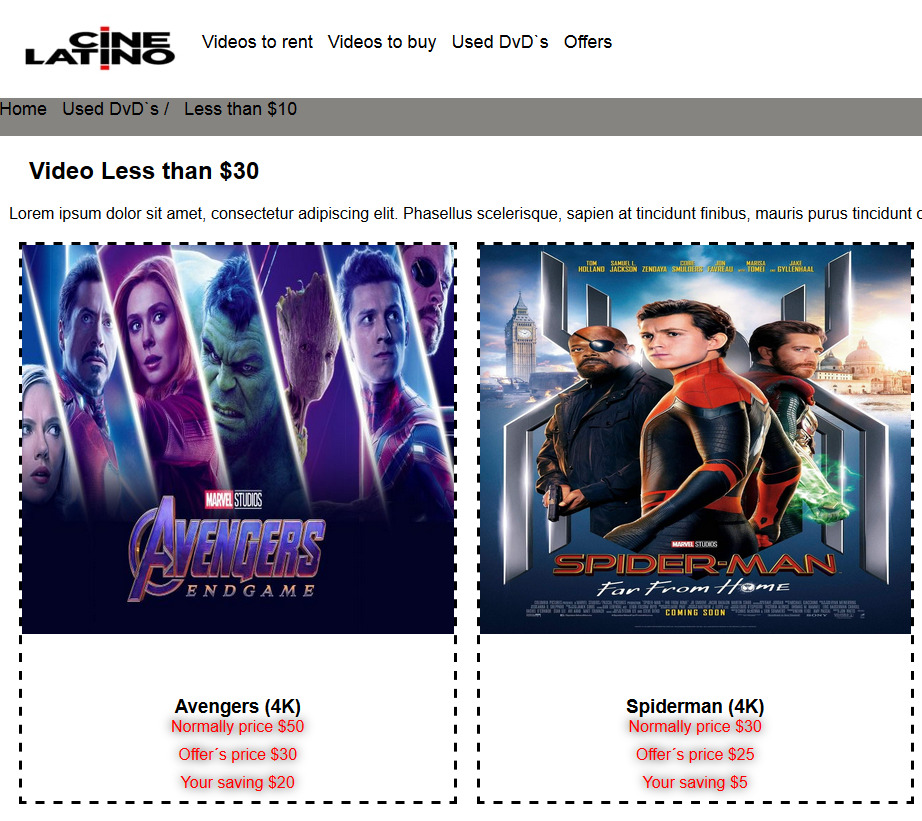 CINE
LATINO
Videos to rent Videos to buy Used DvD`s Offers
Home Used DvD`s / Less than $10
Video Less than $30
Lorem ipsum dolor sit amet, consectetur adipiscing elit. Phasellus scelerisque, sapien at tincidunt finibus, mauris purus tincidunt
MARVEL STUDIOS
AVENGERS
ENDGAME
TOM HOLLAND SAMUEL L. JACKSON ZENDAYA COBIE SMULDERS JON FAVREAU WITH MARISA TOMEI AND JAKE GYLLENHAAL
MARVEL STUDIOS
SPIDER-MAN
Far From Home
COMING SOON
SONY
Avengers (4K)
Normally price $50
Offer´s price $30
Your saving $20
Spiderman (4K)
Normally price $30
Offer´s price $25
Your saving $5